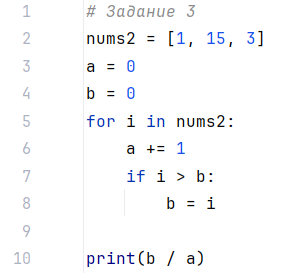 1 # Задание 3
2 nums2 = [1, 15, 3]
3 a = 0
4 b = 0
5 for i in nums2:
6     a += 1
7     if i > b:
8         b = i
9
10 print(b / a)